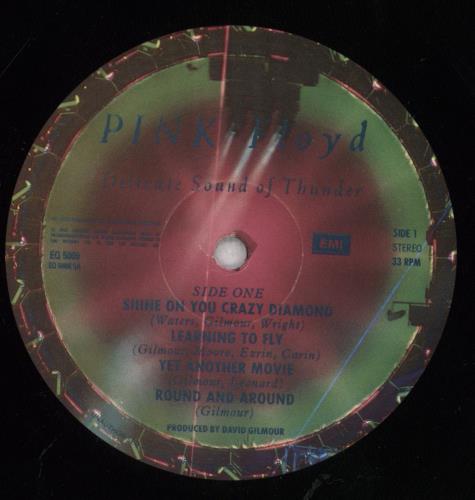 PINK Floyd
Delicate Sound of Thunder
EMI
SIDE 1
STEREO
33 RPM
EQ 5009
SIDE ONE
SHINE ON YOU CRAZY DIAMOND
(Waters, Gilmour, Wright)
LEARNING TO FLY
(Gilmour, Moore, Ezrin, Carin)
YET ANOTHER MOVIE
(Gilmour, Leonard)
ROUND AND AROUND
(Gilmour)
PRODUCED BY DAVID GILMOUR